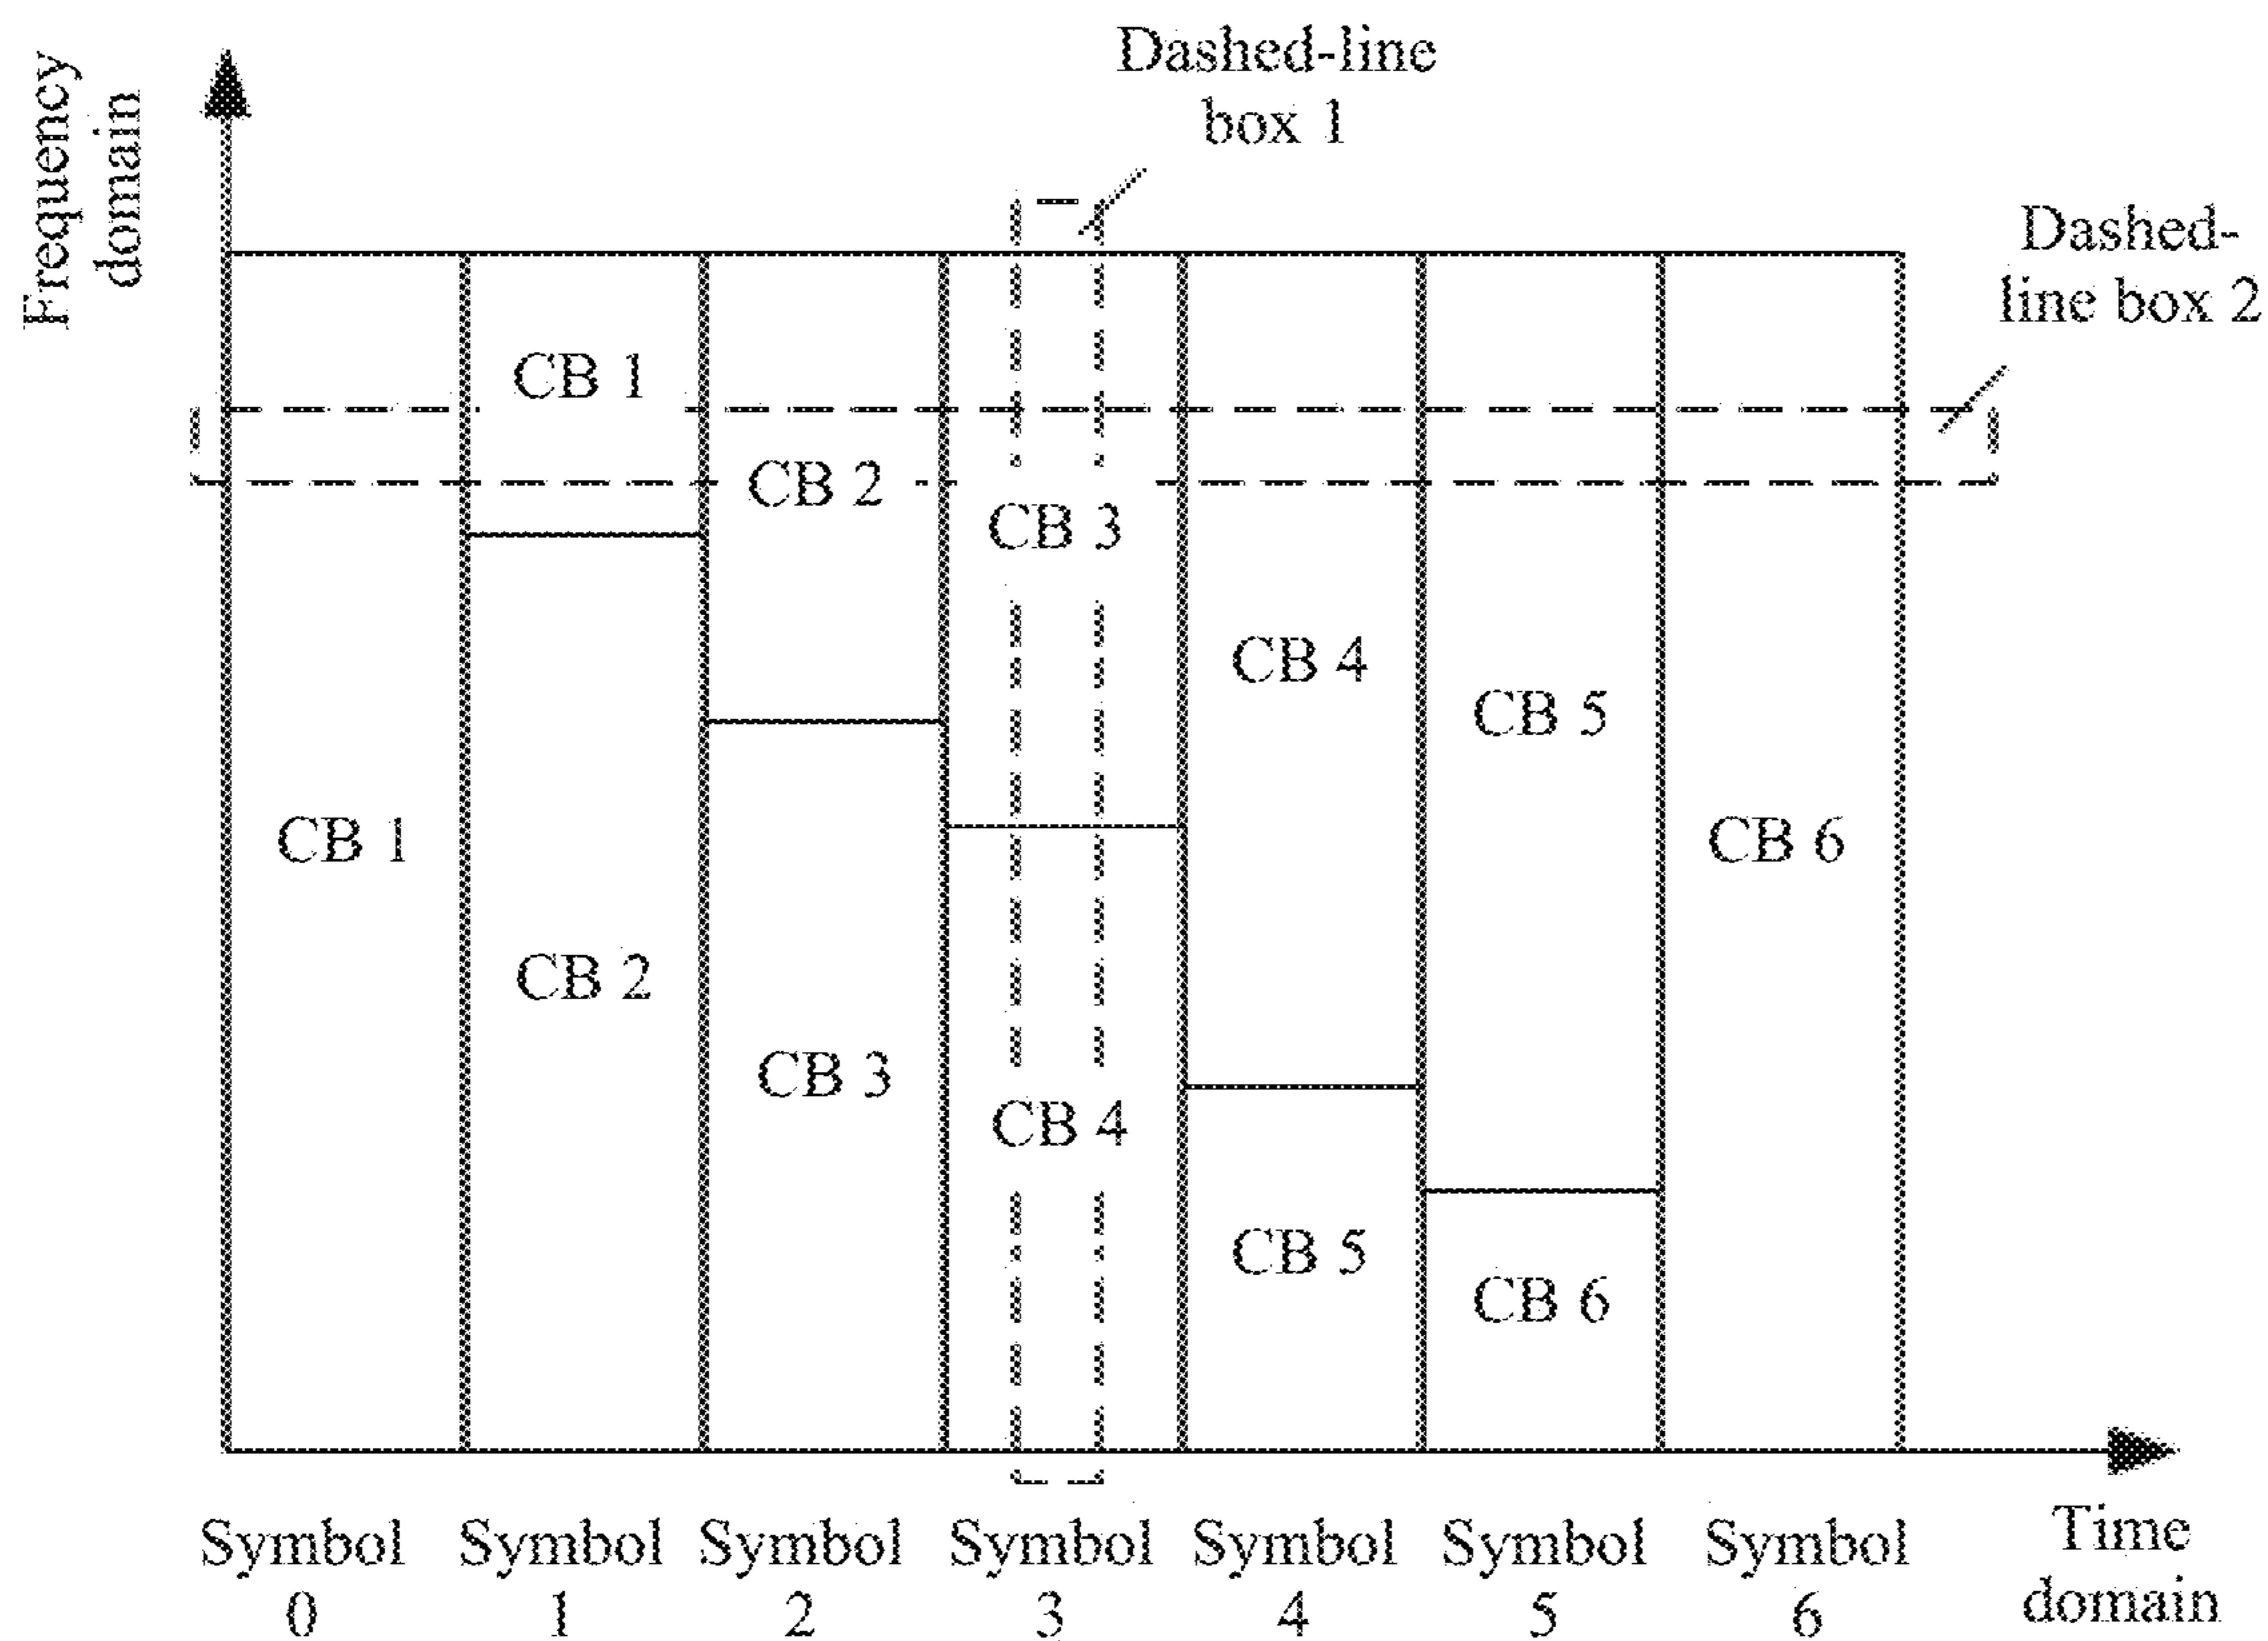 Frequency
domain
Dashed-line
box 1
Dashed-
line box 2
CB 1
CB 2
CB 3
CB 4
CB 5
CB 1
CB 6
CB 2
CB 3
CB 4
CB 5
CB 6
Symbol
0
Symbol
1
Symbol
2
Symbol
3
Symbol
4
Symbol
5
Symbol
6
Time
domain